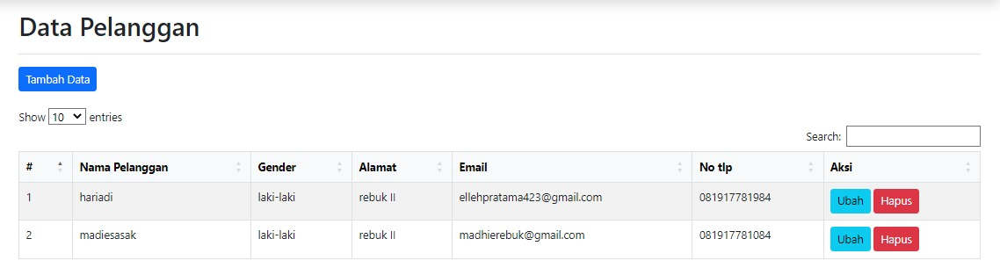 Data Pelanggan
Tambah Data
Show 10 entries
Search:
# Nama Pelanggan Gender Alamat Email No tlp Aksi
1 hariadi laki-laki rebuk II ellehpratama423@gmail.com 081917781984 Ubah Hapus
2 madiesasak laki-laki rebuk II madhierebuk@gmail.com 081917781084 Ubah Hapus